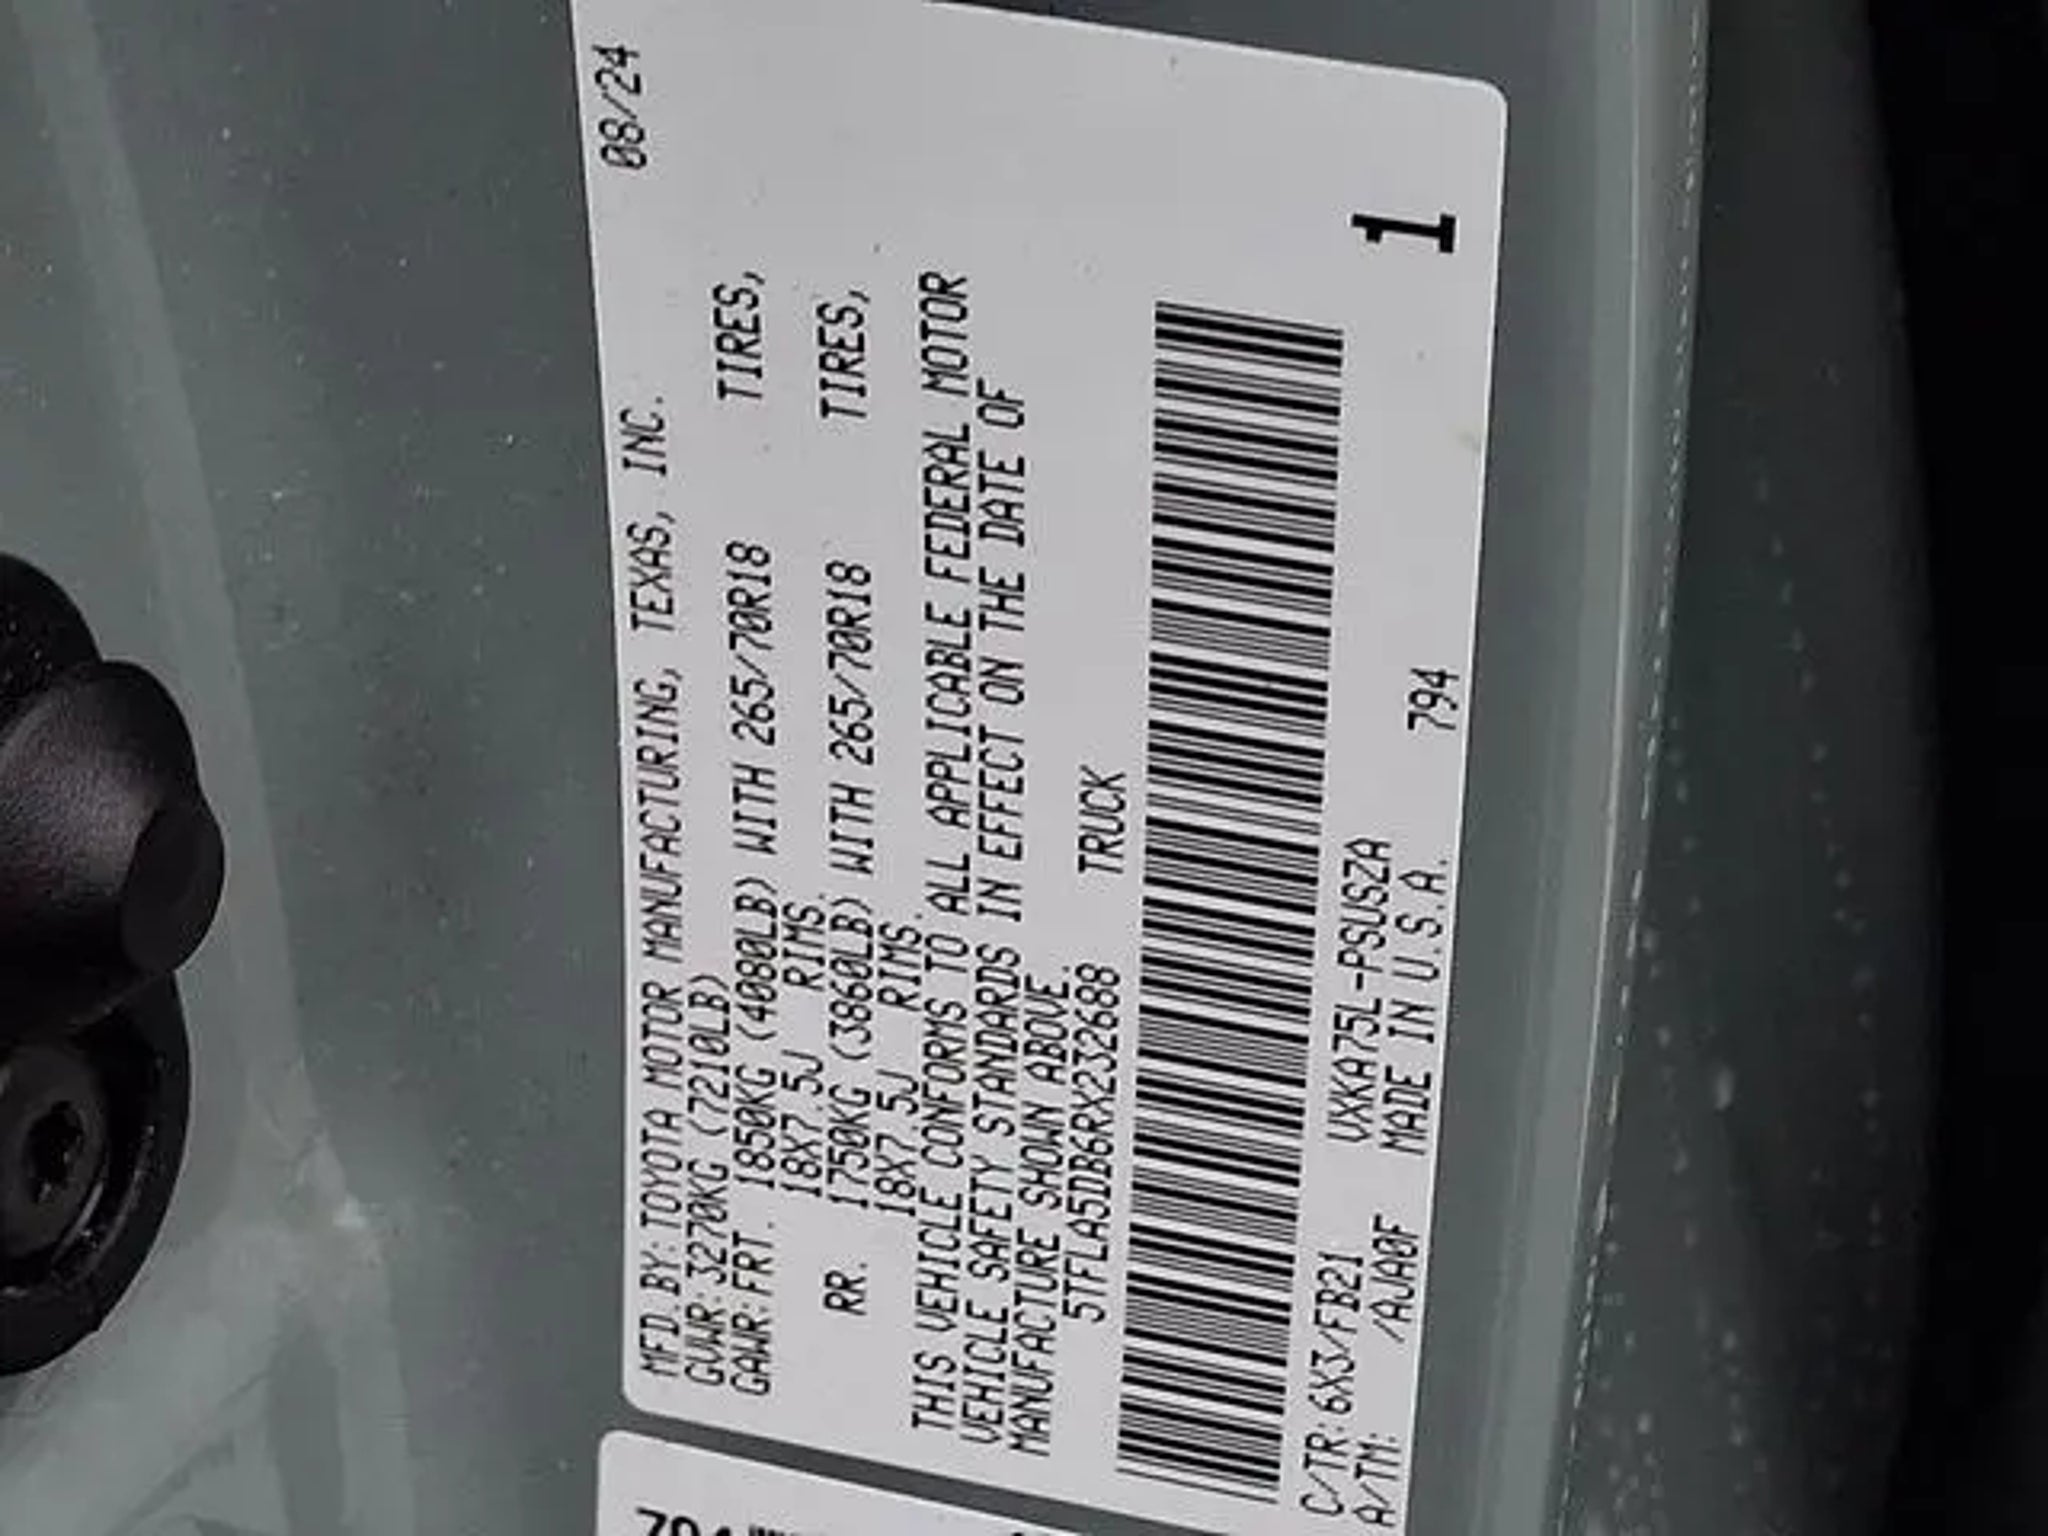 08/24
MFD.BY:TOYOTA MOTOR MANUFACTURING, TEXAS, INC.
GVWR:3270KG (7210LB)
GAWR:FRT. 1850KG (4080LB) WITH 265/70R18 TIRES,
18X7.5J RIMS.
RR. 1750KG (3860LB) WITH 265/70R18 TIRES,
18X7.5J RIMS.
THIS VEHICLE CONFORMS TO ALL APPLICABLE FEDERAL MOTOR
VEHICLE SAFETY STANDARDS IN EFFECT ON THE DATE OF
MANUFACTURE SHOWN ABOVE.
5TFLA5DB6RX232688 TRUCK
C/TR:6X3/FB21 VXKA75L-PSUSZA
A/TM: /AJA0F MADE IN U.S.A. 794
1